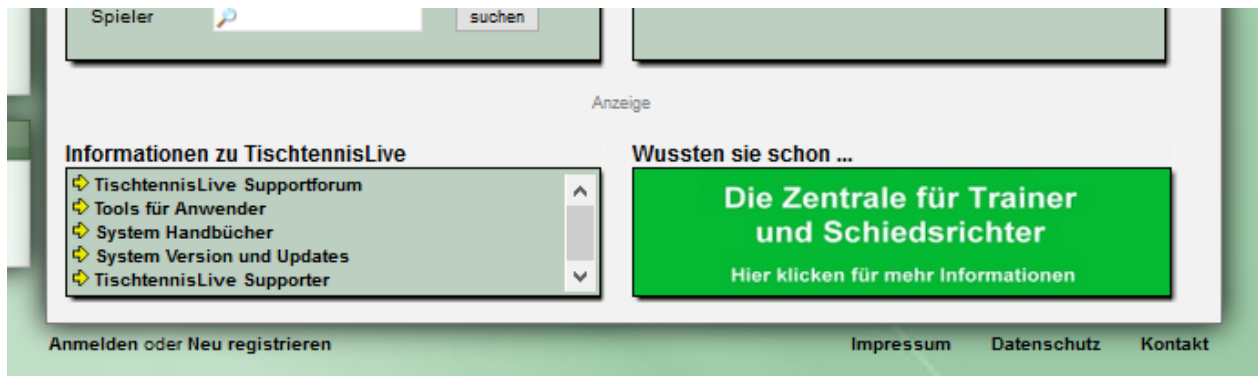 Spieler suchen
Anzeige
Informationen zu TischtennisLive
TischtennisLive Supportforum
Tools für Anwender
System Handbücher
System Version und Updates
TischtennisLive Supporter
Wussten sie schon ...
Die Zentrale für Trainer
und Schiedsrichter
Hier klicken für mehr Informationen
Anmelden oder Neu registrieren
Impressum Datenschutz Kontakt